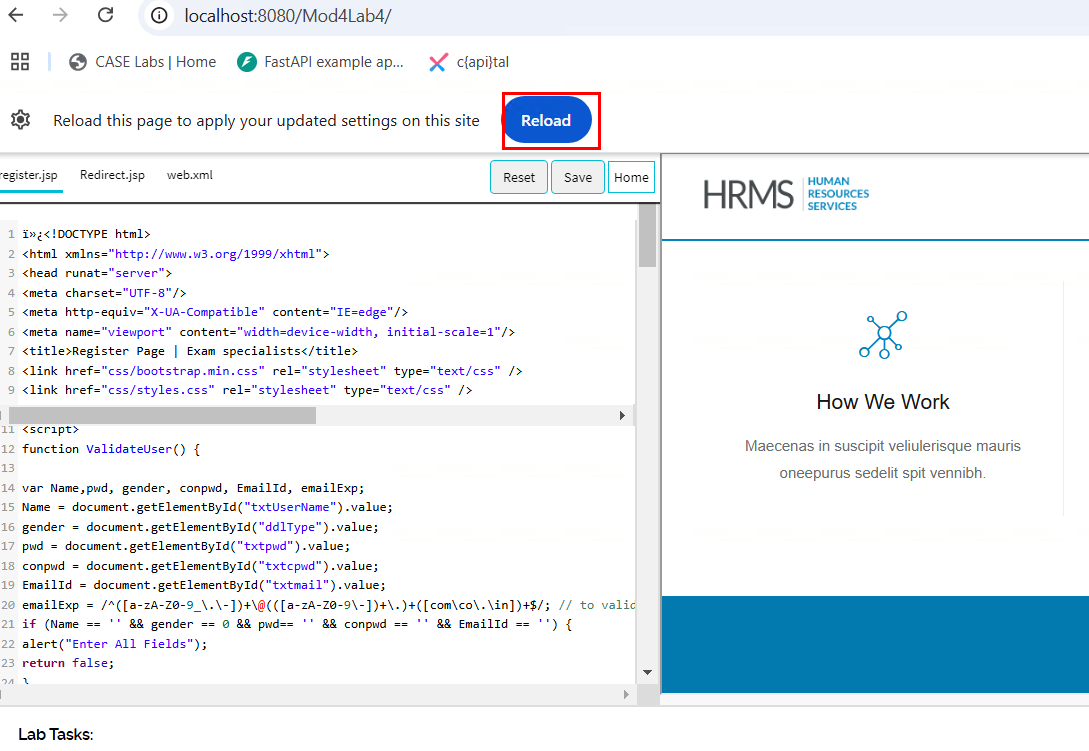 localhost:8080/Mod4Lab4/
CASE Labs | Home
FastAPI example ap...
c{api}tal
Reload this page to apply your updated settings on this site
Reload
register.jsp
Redirect.jsp
web.xml
Reset
Save
Home
1 ï»¿<!DOCTYPE html>
2 <html xmlns="http://www.w3.org/1999/xhtml">
3 <head runat="server">
4 <meta charset="UTF-8"/>
5 <meta http-equiv="X-UA-Compatible" content="IE=edge"/>
6 <meta name="viewport" content="width=device-width, initial-scale=1"/>
7 <title>Register Page | Exam specialists</title>
8 <link href="css/bootstrap.min.css" rel="stylesheet" type="text/css" />
9 <link href="css/styles.css" rel="stylesheet" type="text/css" />
11 <script>
12 function ValidateUser() {
13
14 var Name,pwd, gender, conpwd, EmailId, emailExp;
15 Name = document.getElementById("txtUserName").value;
16 gender = document.getElementById("ddlType").value;
17 pwd = document.getElementById("txtpwd").value;
18 conpwd = document.getElementById("txtcpwd").value;
19 EmailId = document.getElementById("txtmail").value;
20 emailExp = /^([a-zA-Z0-9_\.\-])+\@(([a-zA-Z0-9\-])+\.)+([com\co\.\in])+$/; // to valid
21 if (Name == '' && gender == 0 && pwd== '' && conpwd == '' && EmailId == '') {
22 alert("Enter All Fields");
23 return false;
24 }
HRMS
HUMAN
RESOURCES
SERVICES
How We Work
Maecenas in suscipit veliulerisque mauris
oneepurus sedelit spit vennibh.
Lab Tasks: